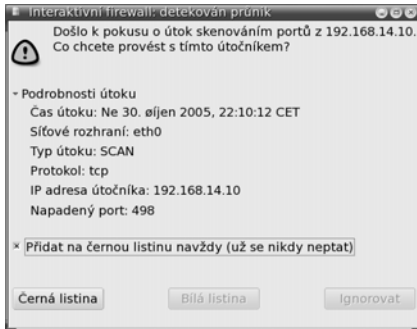 Interaktivní firewall: detekován průnik
Došlo k pokusu o útok skenováním portů z 192.168.14.10.
Co chcete provést s tímto útočníkem?
Podrobnosti útoku
Čas útoku: Ne 30. øíjen 2005, 22:10:12 CET
Síťové rozhraní: eth0
Typ útoku: SCAN
Protokol: tcp
IP adresa útočníka: 192.168.14.10
Napadený port: 498
Přidat na černou listinu navždy (už se nikdy neptat)
Černá listina
Bílá listina
Ignorovat